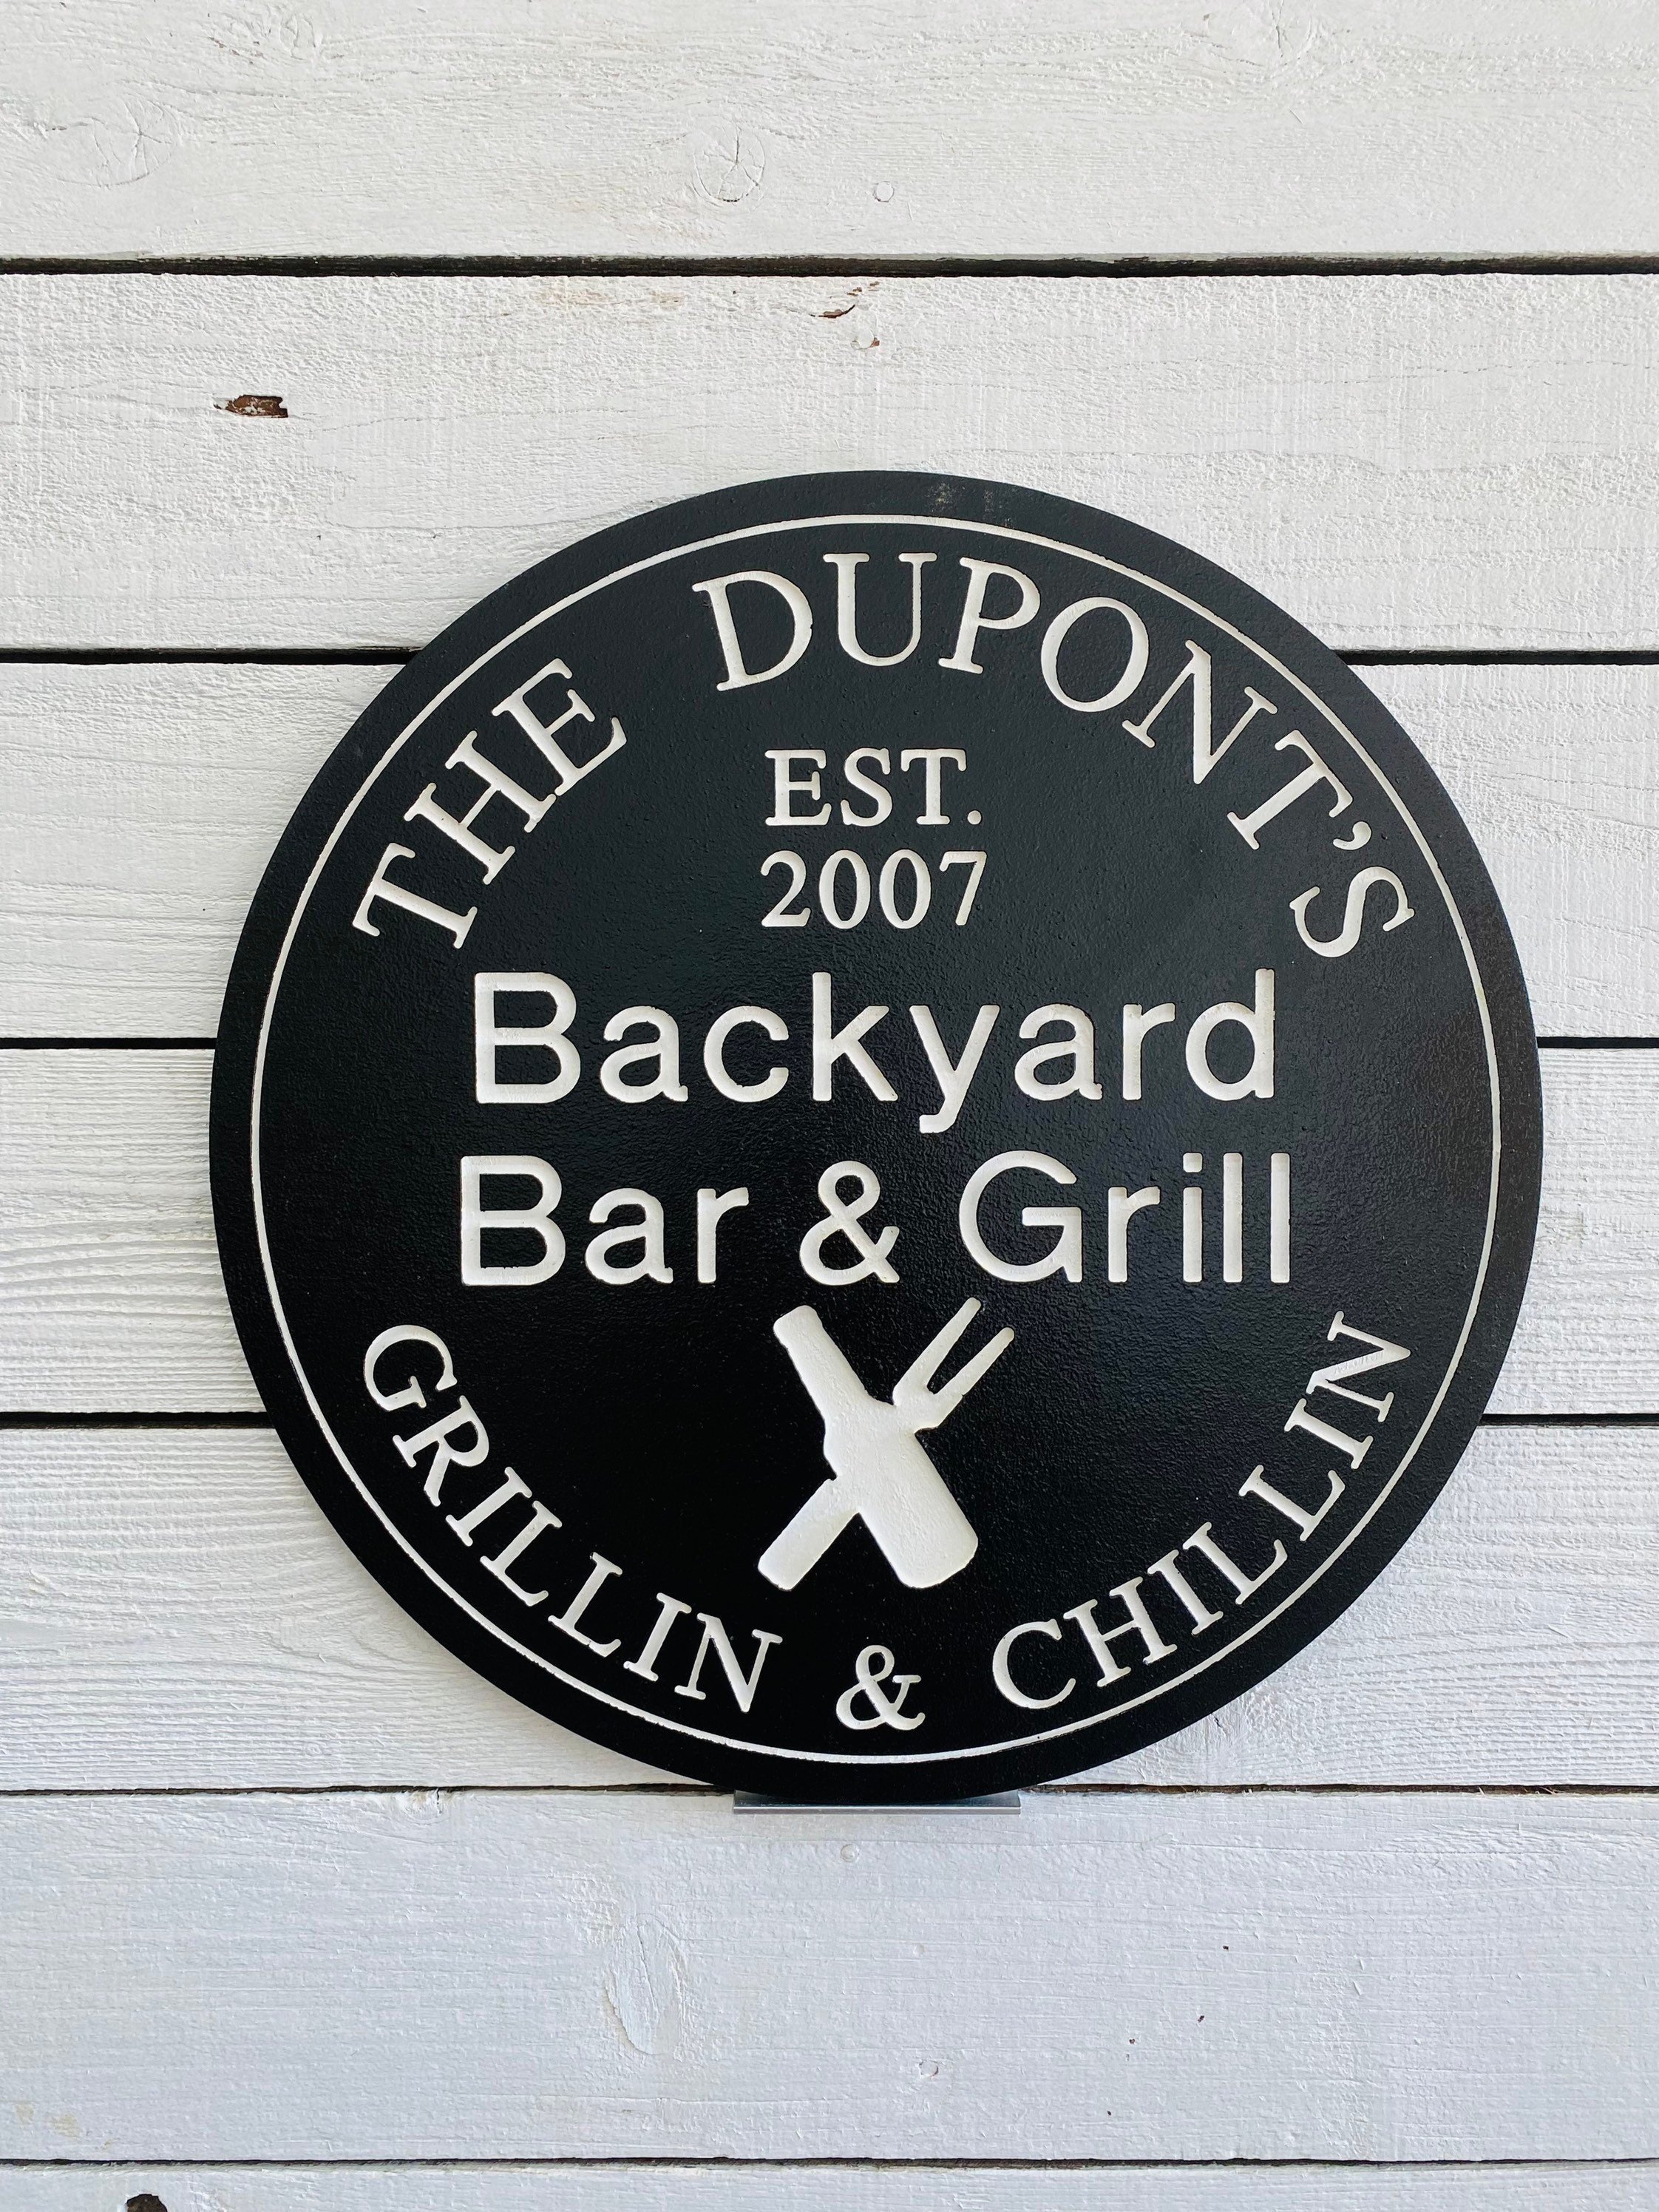 THE DUPONT'S
EST.
2007
Backyard
Bar & Grill
GRILLIN & CHILLIN